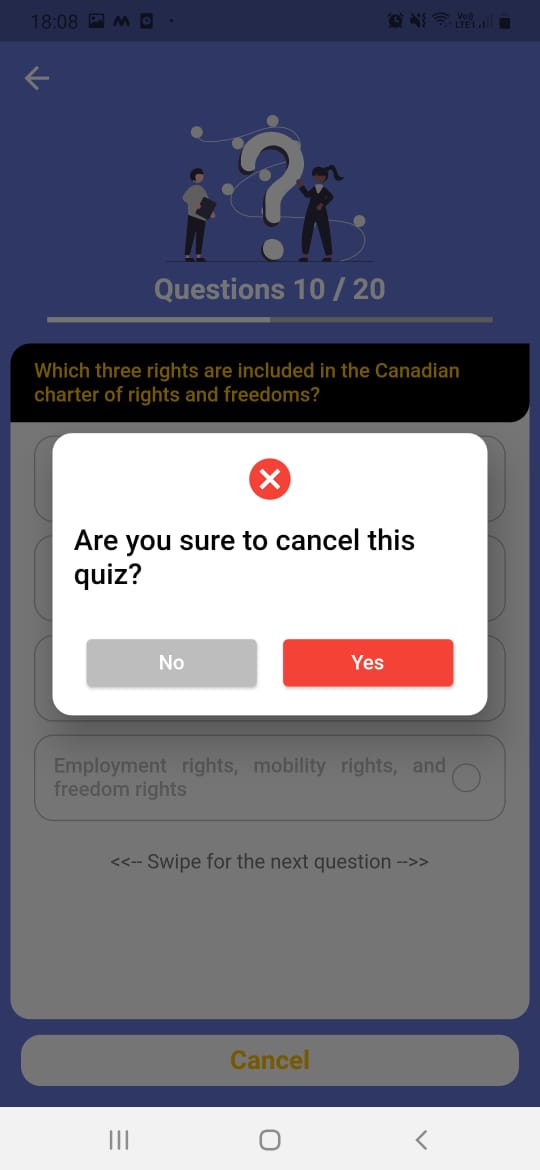 18:08
Questions 10 / 20
Which three rights are included in the Canadian
charter of rights and freedoms?
Are you sure to cancel this
quiz?
No
Yes
Employment rights, mobility rights, and
freedom rights
<<-- Swipe for the next question -->>
Cancel